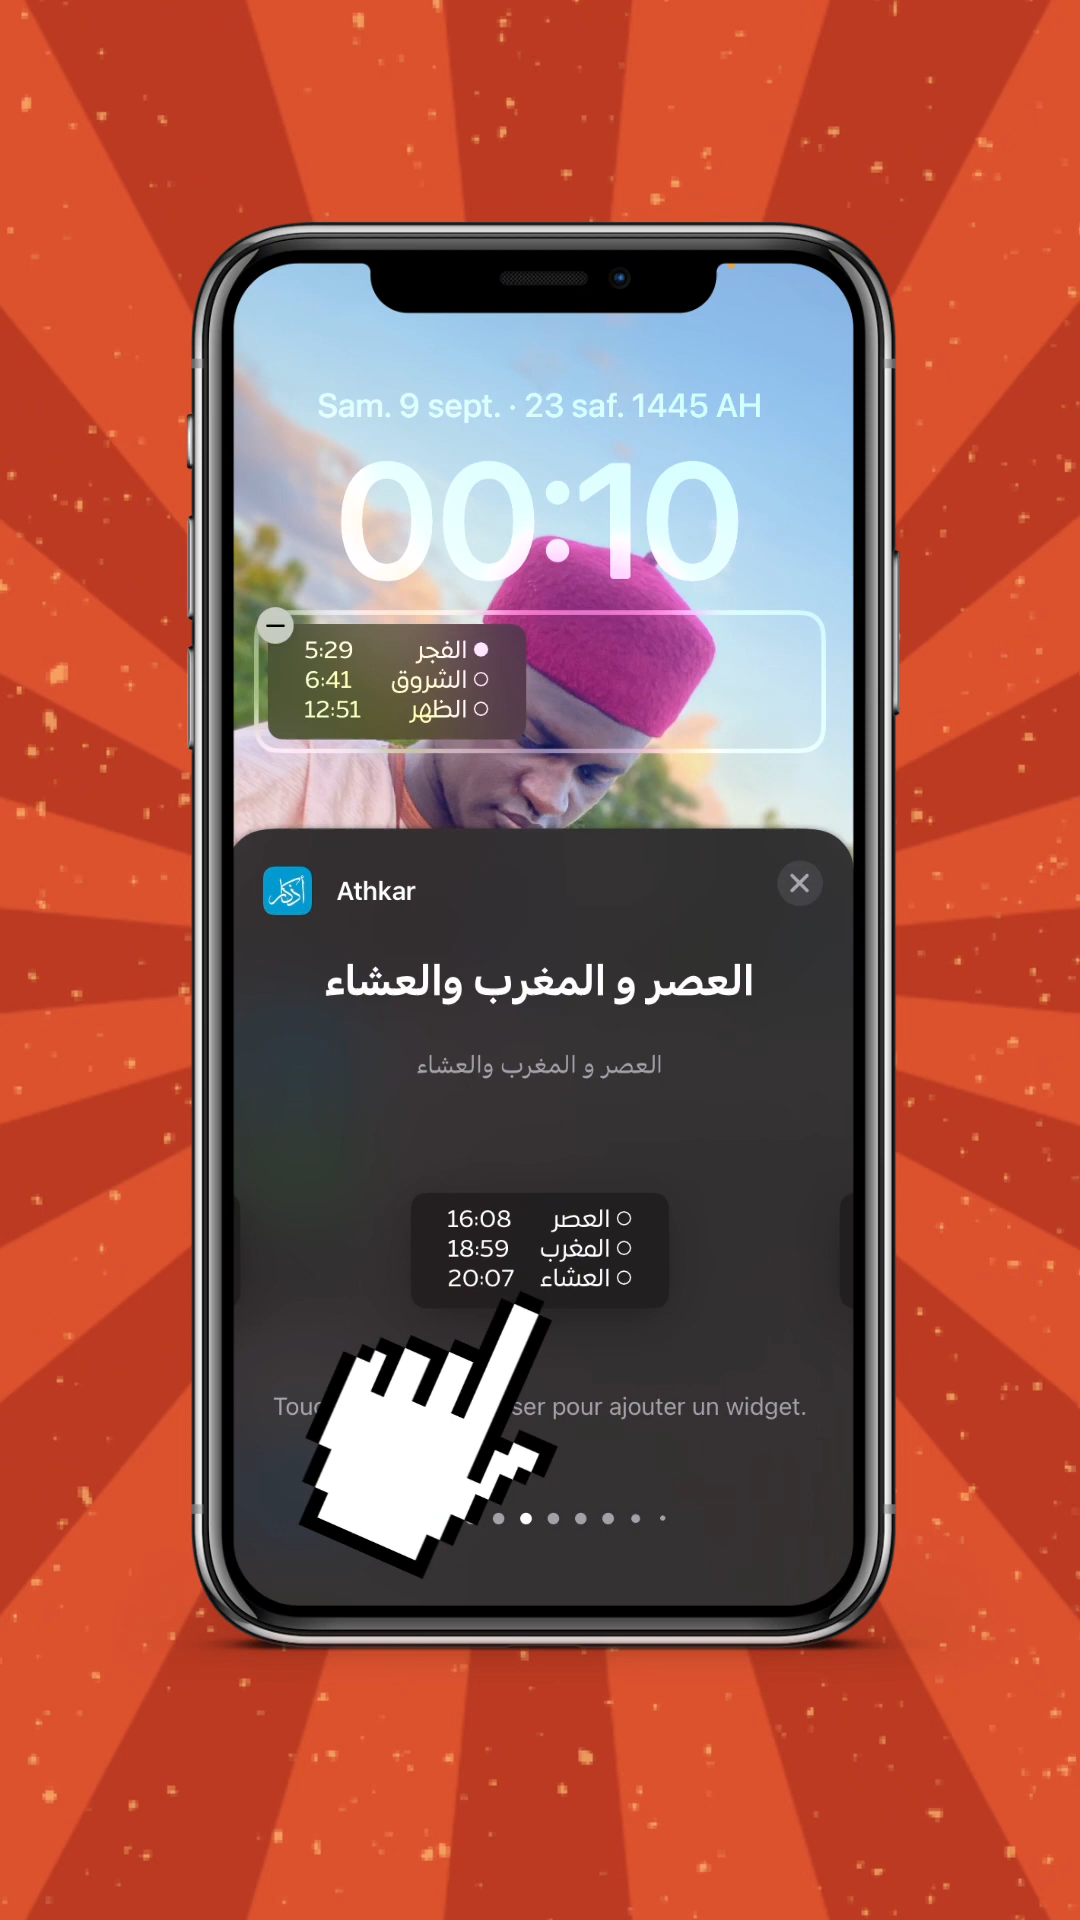 Sam. 9 sept. · 23 saf. 1445 AH
00:10
الفجر 5:29
الشروق 6:41
الظهر 12:51
أذكار
Athkar
العصر و المغرب والعشاء
العصر و المغرب والعشاء
العصر 16:08
المغرب 18:59
العشاء 20:07
pour ajouter un widget.